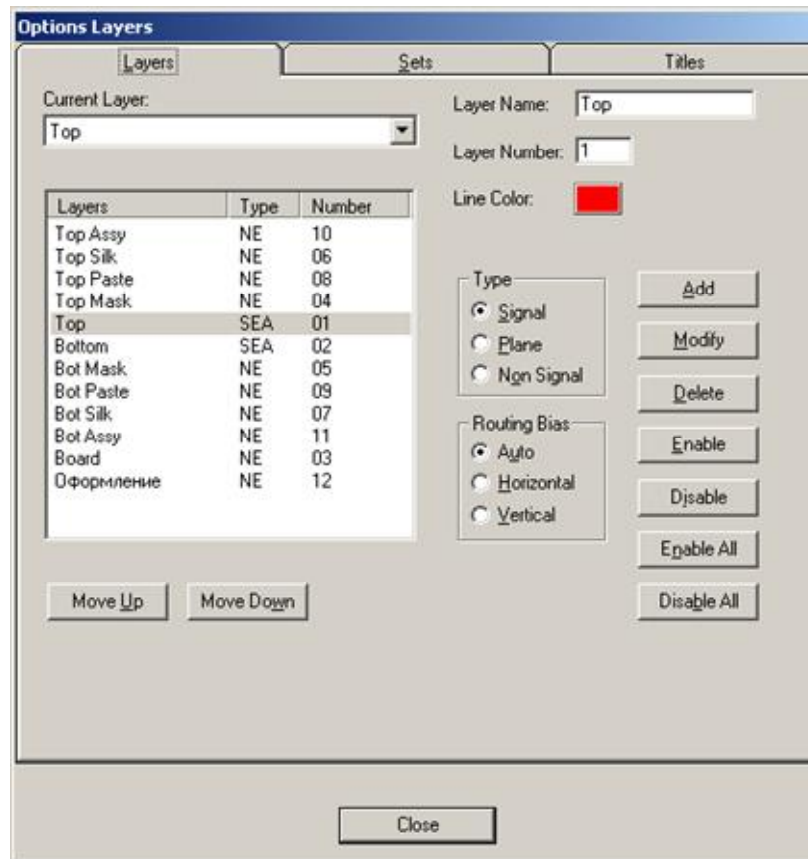 Options Layers
Layers Sets Titles
Current Layer:
Top
Layer Name: Top
Layer Number: 1
Line Color:
Layers Type Number
Top Assy NE 10
Top Silk NE 06
Top Paste NE 08
Top Mask NE 04
Top SEA 01
Bottom SEA 02
Bot Mask NE 05
Bot Paste NE 09
Bot Silk NE 07
Bot Assy NE 11
Board NE 03
Оформление NE 12
Move Up Move Down
Type
Signal
Plane
Non Signal
Routing Bias
Auto
Horizontal
Vertical
Add
Modify
Delete
Enable
Disable
Enable All
Disable All
Close